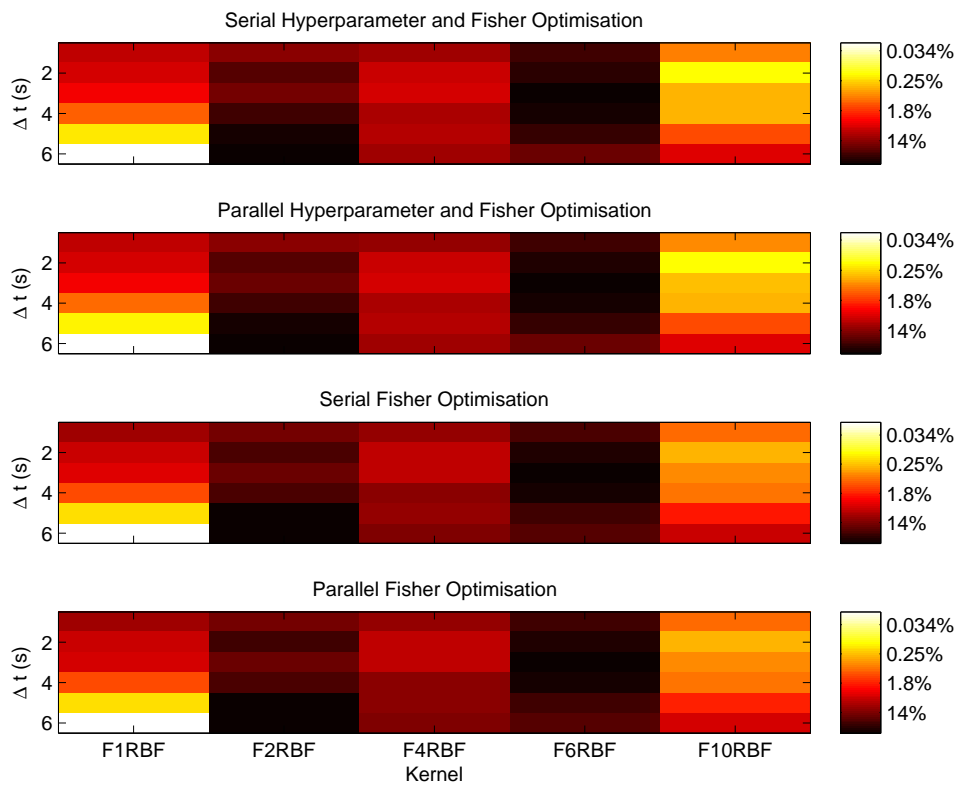 Serial Hyperparameter and Fisher Optimisation
Δ t (s)
2
4
6
0.034%
0.25%
1.8%
14%
Parallel Hyperparameter and Fisher Optimisation
Δ t (s)
2
4
6
0.034%
0.25%
1.8%
14%
Serial Fisher Optimisation
Δ t (s)
2
4
6
0.034%
0.25%
1.8%
14%
Parallel Fisher Optimisation
Δ t (s)
2
4
6
0.034%
0.25%
1.8%
14%
F1RBF F2RBF F4RBF F6RBF F10RBF
Kernel